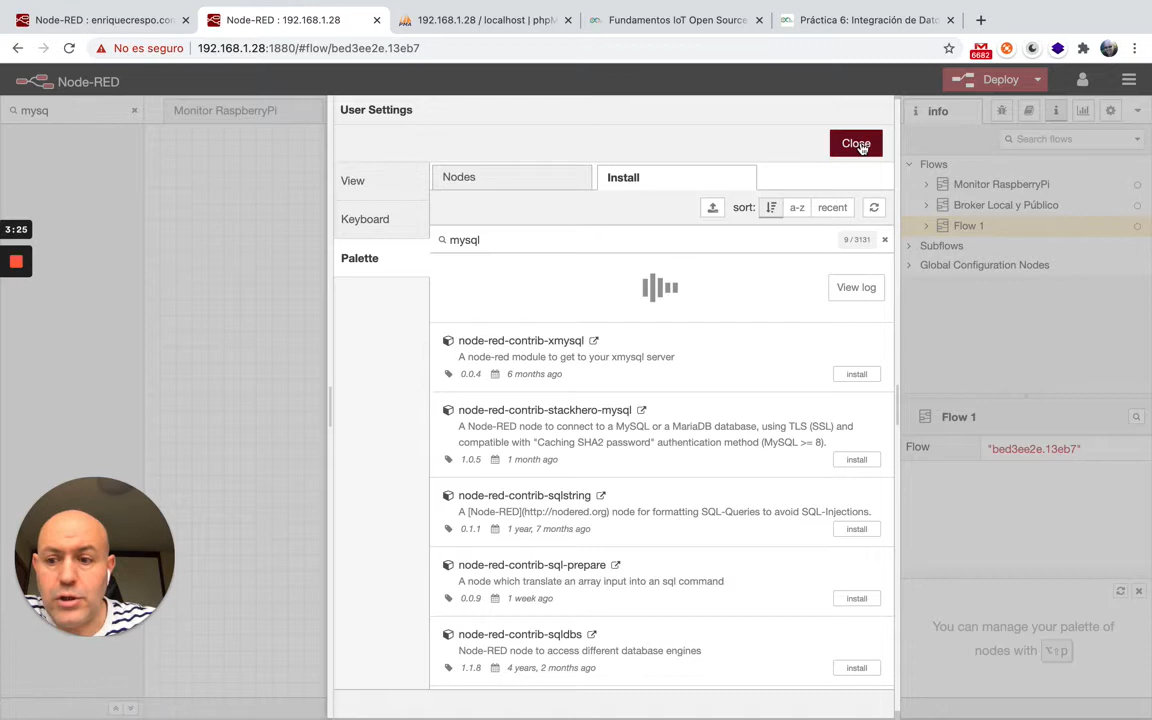 Node-RED : enriquecrespo.con
Node-RED : 192.168.1.28
192.168.1.28 / localhost | phpM
Fundamentos IoT Open Source
Práctica 6: Integración de Dato
No es seguro
192.168.1.28:1880/#flow/bed3ee2e.13eb7
6682
Node-RED
Deploy
mysq
Monitor RaspberryPi
User Settings
Close
View
Keyboard
Palette
Nodes
Install
sort:
a-z
recent
mysql
9 / 3131
View log
node-red-contrib-xmysql
A node-red module to get to your xmysql server
0.0.4
6 months ago
install
node-red-contrib-stackhero-mysql
A Node-RED node to connect to a MySQL or a MariaDB database, using TLS (SSL) and
compatible with "Caching SHA2 password" authentication method (MySQL >= 8).
1.0.5
1 month ago
install
node-red-contrib-sqlstring
A [Node-RED](http://nodered.org) node for formatting SQL-Queries to avoid SQL-Injections.
0.1.1
1 year, 7 months ago
install
node-red-contrib-sql-prepare
A node which translate an array input into an sql command
0.0.9
1 week ago
install
node-red-contrib-sqldbs
Node-RED node to access different database engines
1.1.8
4 years, 2 months ago
install
info
Search flows
Flows
Monitor RaspberryPi
Broker Local y Público
Flow 1
Subflows
Global Configuration Nodes
Flow 1
Flow
"bed3ee2e.13eb7"
You can manage your palette of
nodes with ⌥⇧p
3:25